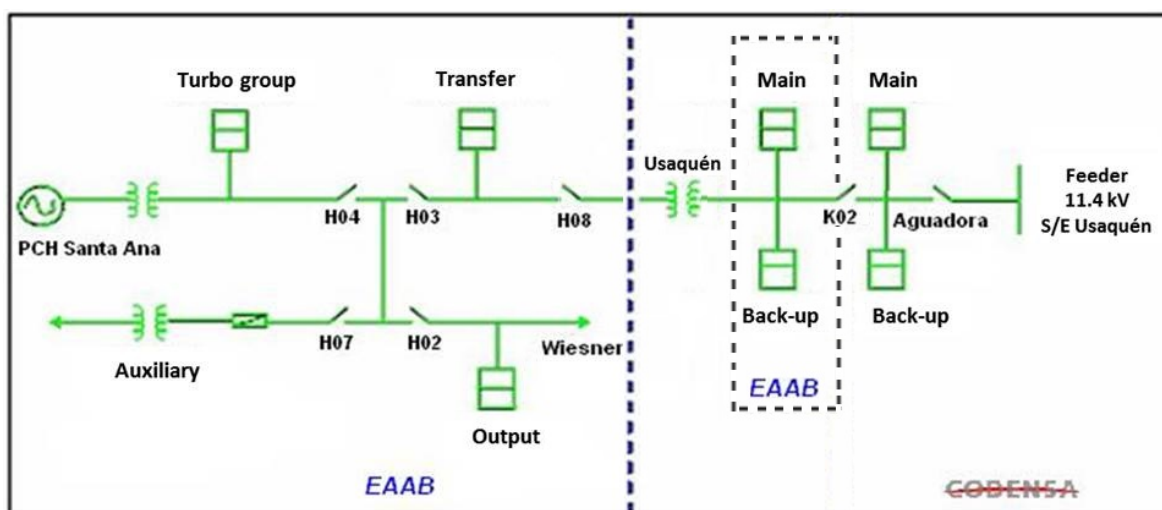 Turbo group
Transfer
Main
Main
Usaquén
H04
H03
H08
K02
Aguadora
Feeder
11.4 kV
S/E Usaquén
PCH Santa Ana
Back-up
Back-up
H07
H02
Wiesner
Auxiliary
Output
EAAB
EAAB
CODENSA